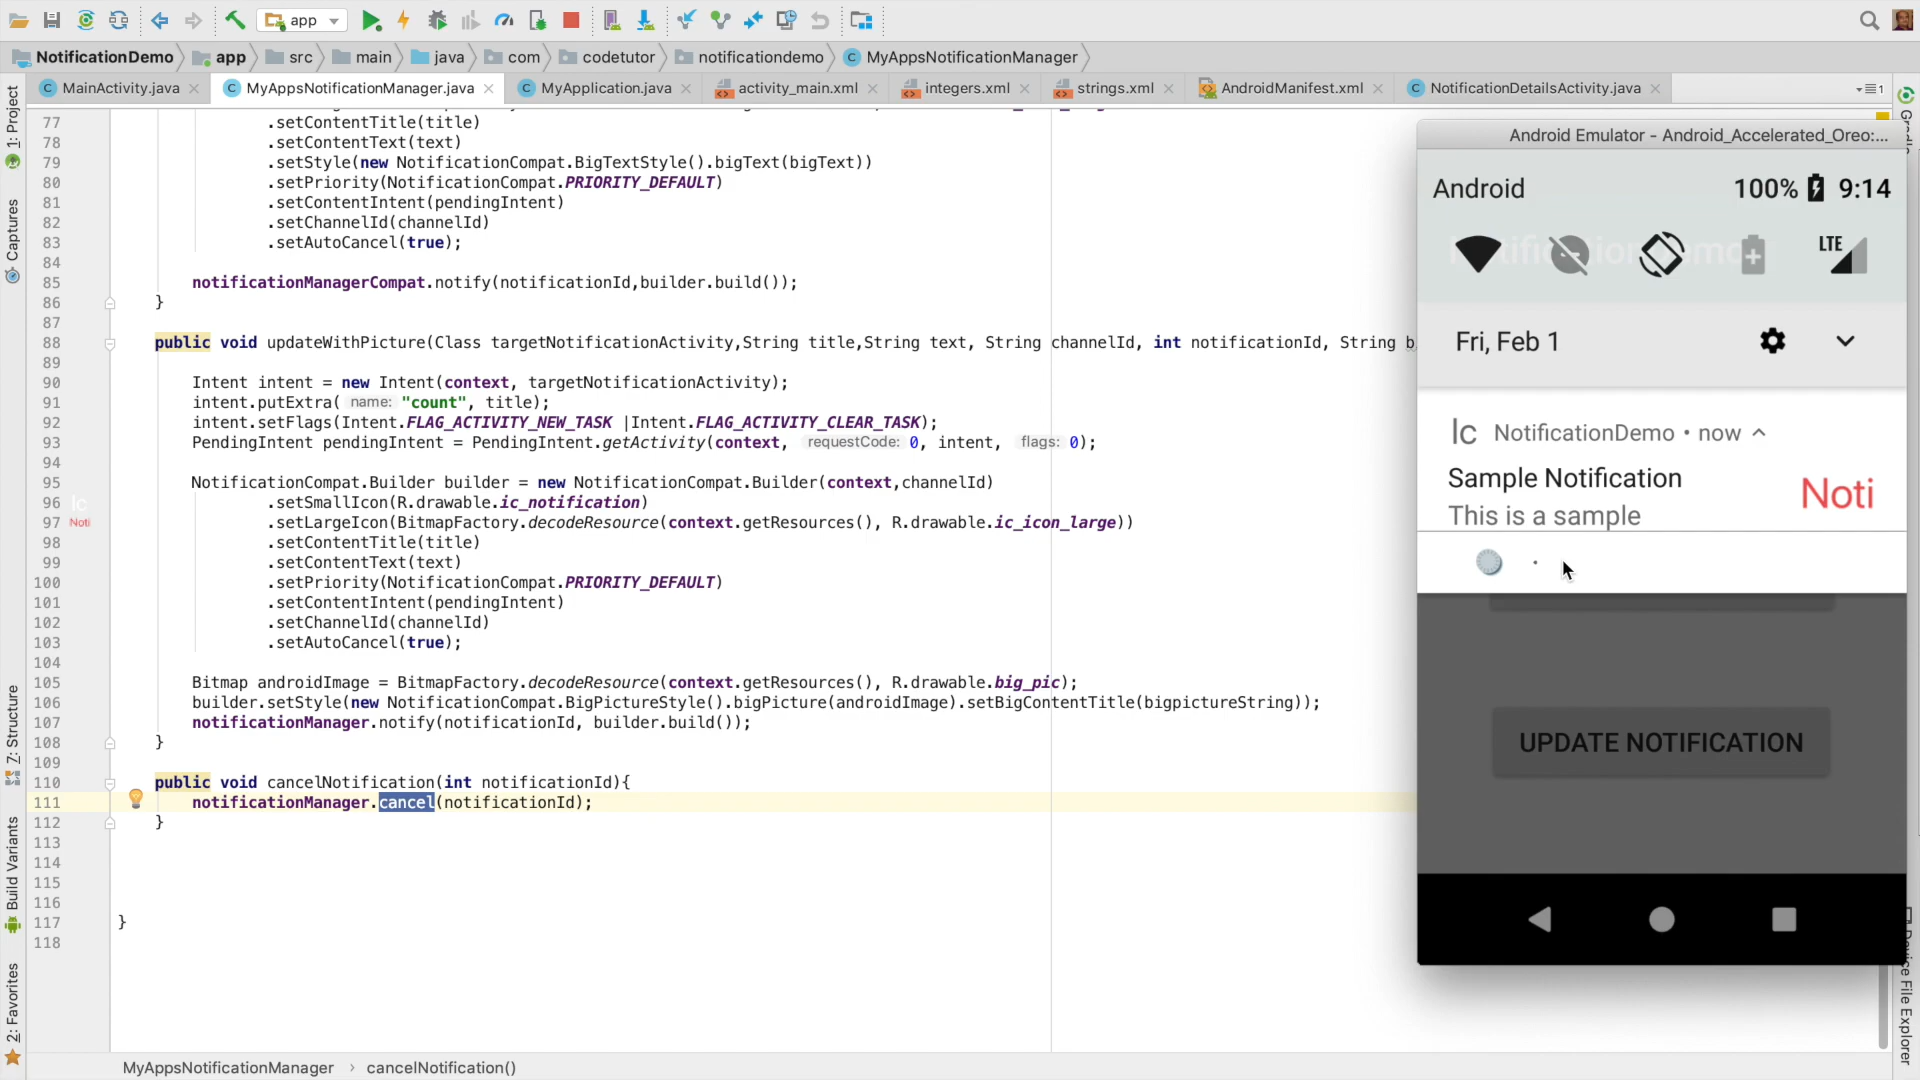 app
NotificationDemo app src main java com codetutor notificationdemo MyAppsNotificationManager
MainActivity.java MyAppsNotificationManager.java MyApplication.java activity_main.xml integers.xml strings.xml AndroidManifest.xml NotificationDetailsActivity.java 1
1: Project
Captures
7: Structure
Build Variants
2: Favorites
77 .setContentTitle(title)
78 .setContentText(text)
79 .setStyle(new NotificationCompat.BigTextStyle().bigText(bigText))
80 .setPriority(NotificationCompat.PRIORITY_DEFAULT)
81 .setContentIntent(pendingIntent)
82 .setChannelId(channelId)
83 .setAutoCancel(true);
84
85 notificationManagerCompat.notify(notificationId,builder.build());
86 }
87
88 public void updateWithPicture(Class targetNotificationActivity,String title,String text, String channelId, int notificationId, String b
89
90 Intent intent = new Intent(context, targetNotificationActivity);
91 intent.putExtra( name: "count", title);
92 intent.setFlags(Intent.FLAG_ACTIVITY_NEW_TASK |Intent.FLAG_ACTIVITY_CLEAR_TASK);
93 PendingIntent pendingIntent = PendingIntent.getActivity(context, requestCode: 0, intent, flags: 0);
94
95 NotificationCompat.Builder builder = new NotificationCompat.Builder(context,channelId)
96 Ic .setSmallIcon(R.drawable.ic_notification)
97 Noti .setLargeIcon(BitmapFactory.decodeResource(context.getResources(), R.drawable.ic_icon_large))
98 .setContentTitle(title)
99 .setContentText(text)
100 .setPriority(NotificationCompat.PRIORITY_DEFAULT)
101 .setContentIntent(pendingIntent)
102 .setChannelId(channelId)
103 .setAutoCancel(true);
104
105 Bitmap androidImage = BitmapFactory.decodeResource(context.getResources(), R.drawable.big_pic);
106 builder.setStyle(new NotificationCompat.BigPictureStyle().bigPicture(androidImage).setBigContentTitle(bigpictureString));
107 notificationManager.notify(notificationId, builder.build());
108 }
109
110 public void cancelNotification(int notificationId){
111 notificationManager.cancel(notificationId);
112 }
113
114
115
116
117 }
118
MyAppsNotificationManager › cancelNotification()
Android Emulator - Android_Accelerated_Oreo:...
Android 100% 9:14
LTE
Fri, Feb 1
Ic NotificationDemo • now
Sample Notification
Noti
This is a sample
UPDATE NOTIFICATION
Device File Explorer